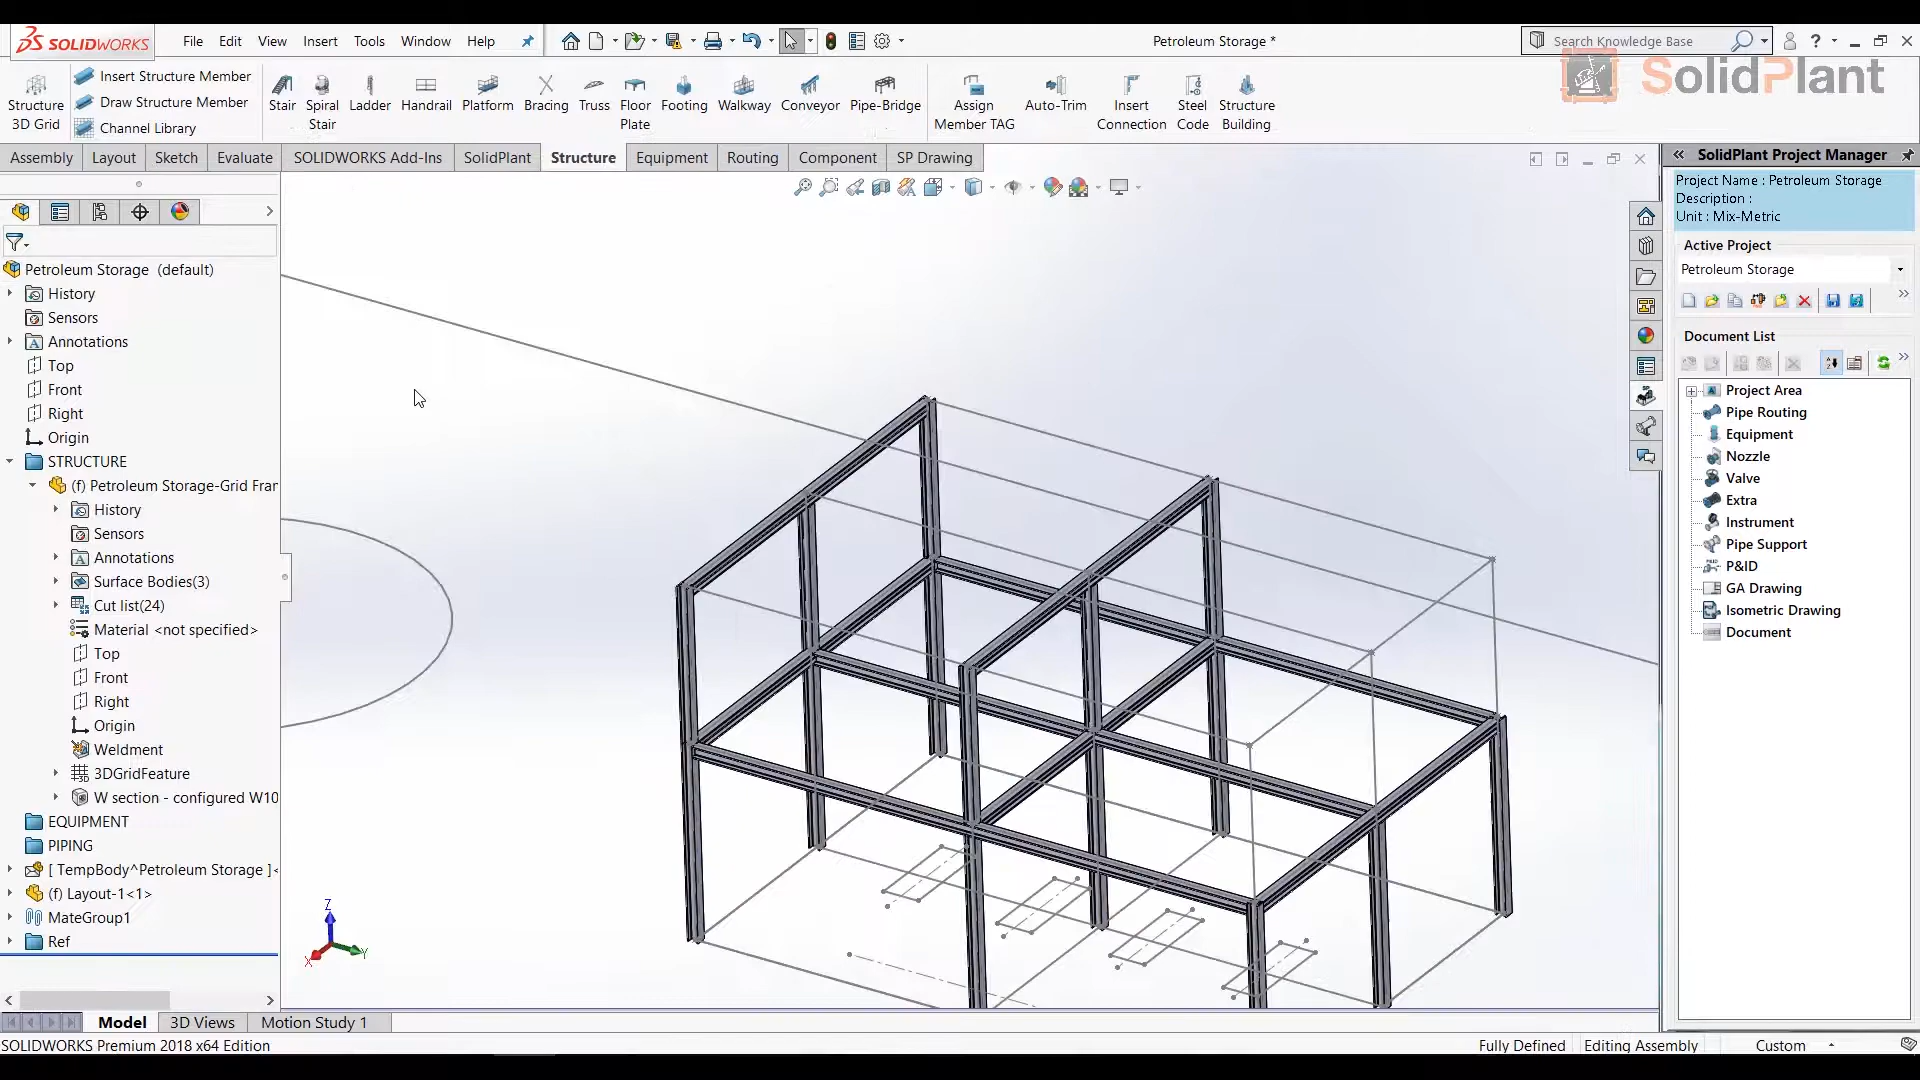 SOLIDWORKS
File Edit View Insert Tools Window Help
Petroleum Storage *
Search Knowledge Base
SolidPlant
Structure 3D Grid
Insert Structure Member
Draw Structure Member
Channel Library
Stair
Spiral Stair
Ladder
Handrail
Platform
Bracing
Truss
Floor Plate
Footing
Walkway
Conveyor
Pipe-Bridge
Assign Member TAG
Auto-Trim
Insert Connection
Steel Code
Structure Building
Assembly Layout Sketch Evaluate SOLIDWORKS Add-Ins SolidPlant Structure Equipment Routing Component SP Drawing
Petroleum Storage (default)
History
Sensors
Annotations
Top
Front
Right
Origin
STRUCTURE
(f) Petroleum Storage-Grid Frar
History
Sensors
Annotations
Surface Bodies(3)
Cut list(24)
Material <not specified>
Top
Front
Right
Origin
Weldment
3DGridFeature
W section - configured W10
EQUIPMENT
PIPING
[ TempBody^Petroleum Storage ]<
(f) Layout-1<1>
MateGroup1
Ref
Z
Y
X
Model 3D Views Motion Study 1
SOLIDWORKS Premium 2018 x64 Edition
Fully Defined Editing Assembly Custom
SolidPlant Project Manager
Project Name : Petroleum Storage
Description :
Unit : Mix-Metric
Active Project
Petroleum Storage
Document List
Project Area
Pipe Routing
Equipment
Nozzle
Valve
Extra
Instrument
Pipe Support
P&ID
GA Drawing
Isometric Drawing
Document